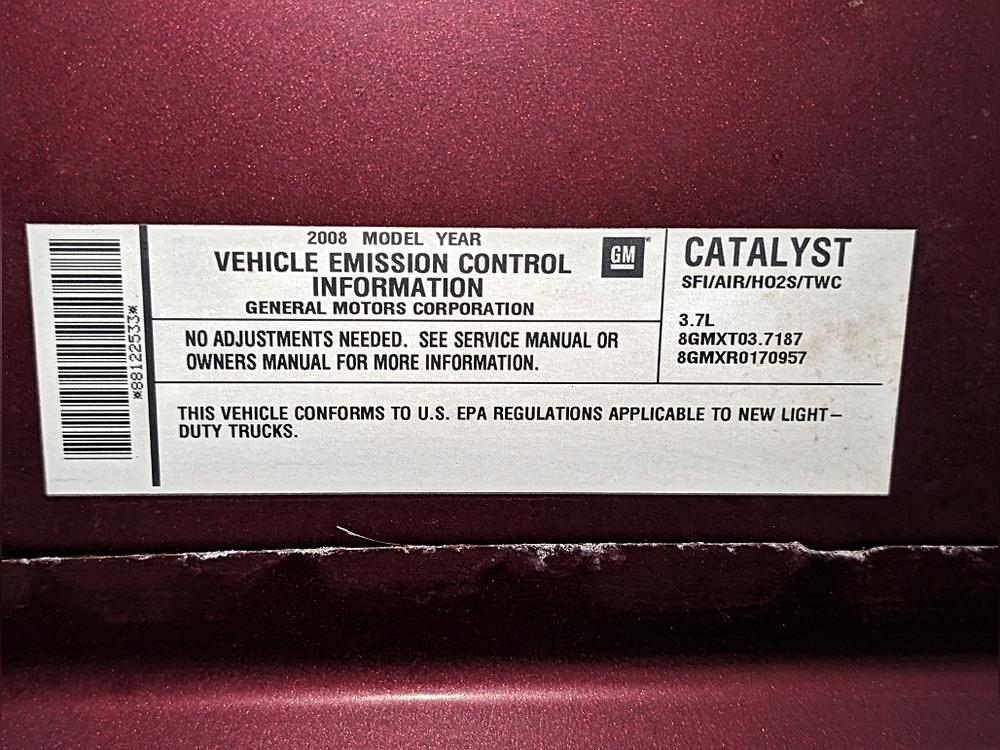 2008 MODEL YEAR
VEHICLE EMISSION CONTROL
INFORMATION
GENERAL MOTORS CORPORATION
GM
NO ADJUSTMENTS NEEDED. SEE SERVICE MANUAL OR
OWNERS MANUAL FOR MORE INFORMATION.
CATALYST
SFI/AIR/HO2S/TWC
3.7L
8GMXT03.7187
8GMXR0170957
THIS VEHICLE CONFORMS TO U.S. EPA REGULATIONS APPLICABLE TO NEW LIGHT–
DUTY TRUCKS.
*88122533*